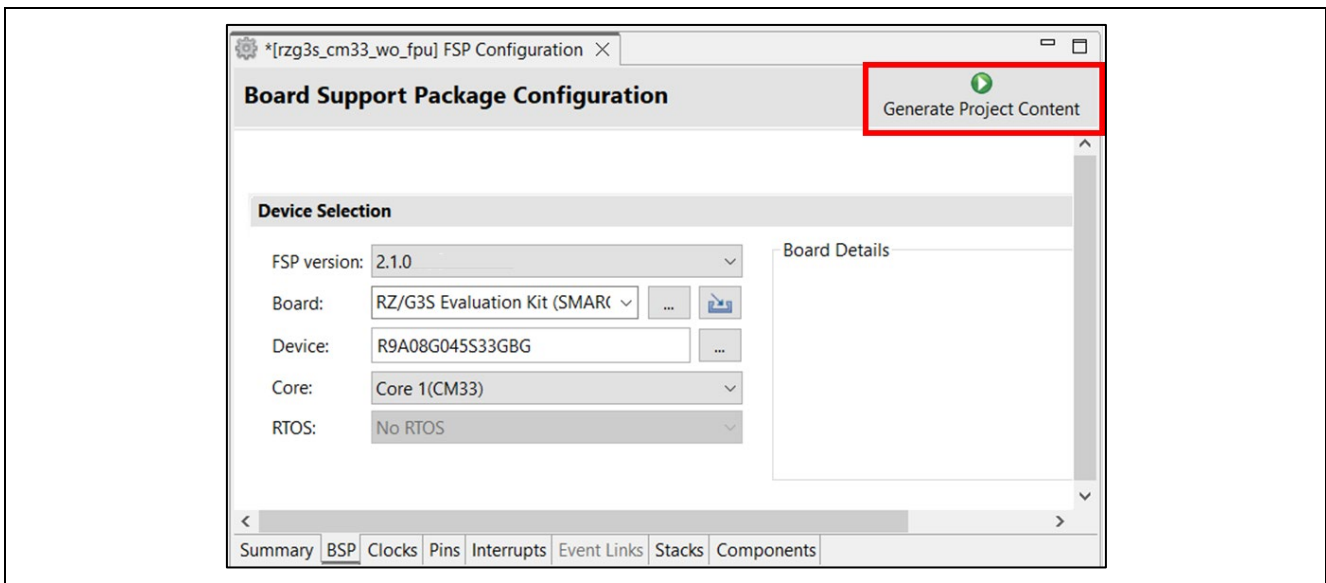 *[rzg3s_cm33_wo_fpu] FSP Configuration
Board Support Package Configuration
Generate Project Content
Device Selection
FSP version: 2.1.0
Board Details
Board: RZ/G3S Evaluation Kit (SMAR( ...
Device: R9A08G045S33GBG ...
Core: Core 1(CM33)
RTOS: No RTOS
Summary BSP Clocks Pins Interrupts Event Links Stacks Components